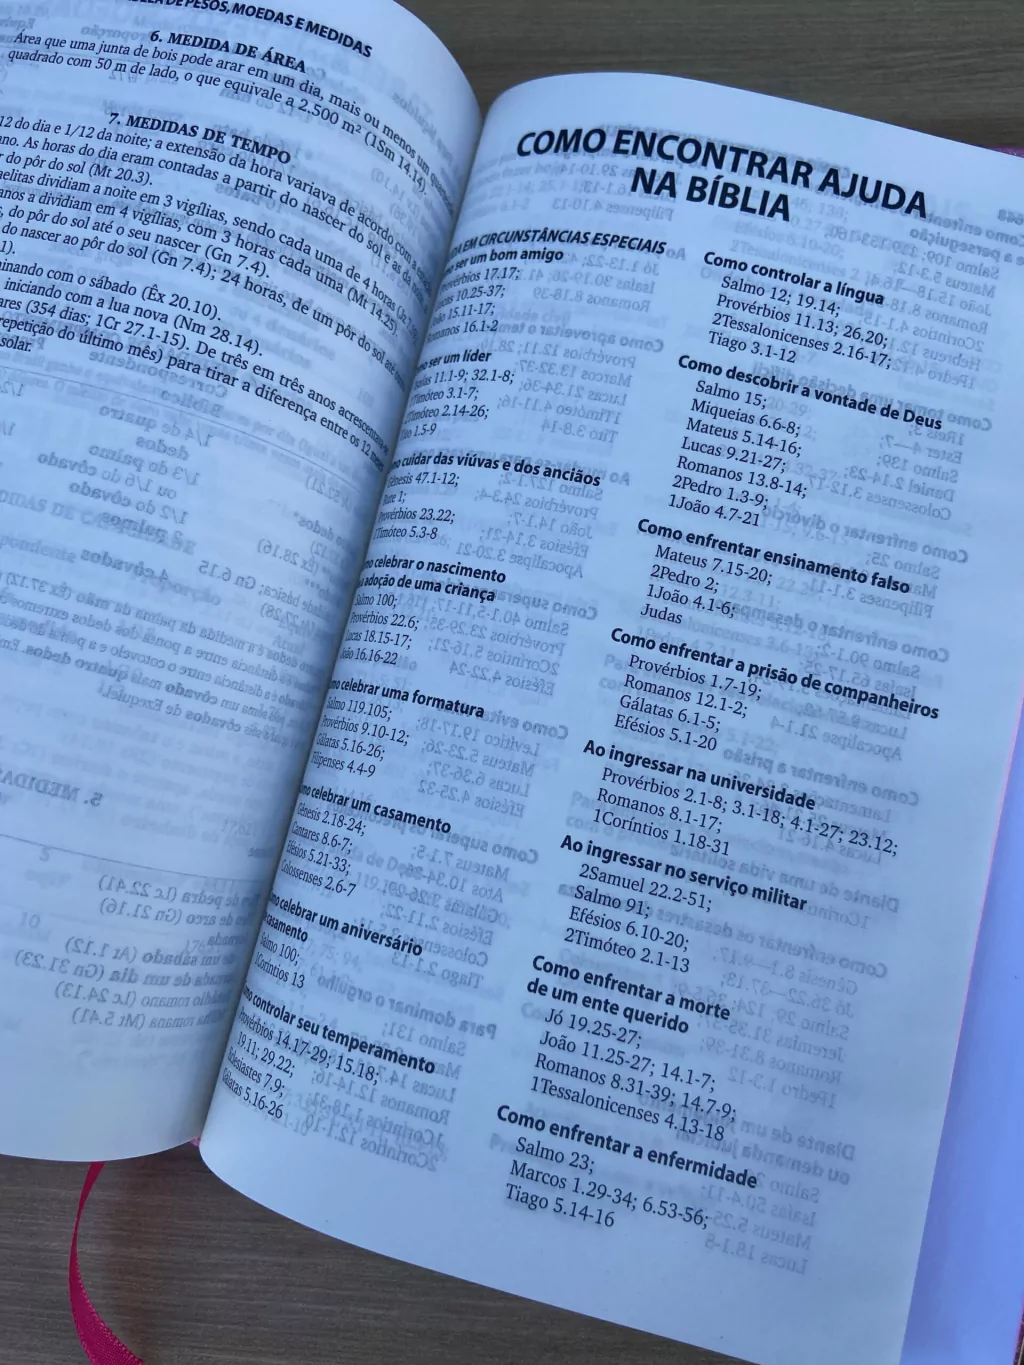 DE PESOS, MOEDAS E MEDIDAS
6. MEDIDA DE ÁREA
Área que uma junta de bois pode arar em um dia, mais ou menos um
quadrado com 50 m de lado, o que equivale a 2.500 m² (1Sm 14.14).
7. MEDIDAS DE TEMPO
12 do dia e 1/12 da noite; a extensão da hora variava de acordo com a
ano. As horas do dia eram contadas a partir do nascer do sol e as da
r do pôr do sol (Mt 20.3).
elitas dividiam a noite em 3 vigílias, sendo cada uma de 4 horas
anos a dividiam em 4 vigílias, com 3 horas cada uma (Mt 14.25).
, do pôr do sol até o seu nascer (Gn 7.4).
do nascer ao pôr do sol (Gn 7.4); 24 horas, de um pôr do sol até
1).
minando com o sábado (Êx 20.10).
iniciando com a lua nova (Nm 28.14).
ares (354 dias; 1Cr 27.1-15). De três em três anos
repetição do último mês) para tirar a diferença entre os 12
solar.
COMO ENCONTRAR AJUDA
NA BÍBLIA
EM CIRCUNSTÂNCIAS ESPECIAIS
ser um bom amigo
Provérbios 17.17;
Lucas 10.25-37;
João 15.11-17;
Romanos 16.1-2
ser um líder
Isaías 11.1-9; 32.1-8;
1Timóteo 3.1-7;
2Timóteo 2.14-26;
Tito 1.5-9
Como cuidar das viúvas e dos anciãos
Gênesis 47.1-12;
Rute 1;
Provérbios 23.22;
1Timóteo 5.3-8
Como celebrar o nascimento
adoção de uma criança
Salmo 100;
Provérbios 22.6;
Lucas 18.15-17;
João 16.16-22
Como celebrar uma formatura
Salmo 119.105;
Provérbios 9.10-12;
Gálatas 5.16-26;
Filipenses 4.4-9
Como celebrar um casamento
Gênesis 2.18-24;
Cantares 8.6-7;
Efésios 5.21-33;
Colossenses 2.6-7
Como celebrar um aniversário
casamento
Salmo 100;
1Coríntios 13
Como controlar seu temperamento
Provérbios 14.17-29; 15.18;
19.11; 29.22;
Eclesiastes 7.9;
Gálatas 5.16-26
Como controlar a língua
Salmo 12; 19.14;
Provérbios 11.13; 26,20;
2Tessalonicenses 2.16-17;
Tiago 3.1-12
Como descobrir a vontade de Deus
Salmo 15;
Miqueias 6.6-8;
Mateus 5.14-16;
Lucas 9.21-27;
Romanos 13.8-14;
2Pedro 1.3-9;
1João 4.7-21
Como enfrentar ensinamento falso
Mateus 7.15-20;
2Pedro 2;
1João 4.1-6;
Judas
Como enfrentar a prisão de companheiros
Provérbios 1.7-19;
Romanos 12.1-2;
Gálatas 6.1-5;
Efésios 5.1-20
Ao ingressar na universidade
Provérbios 2.1-8; 3.1-18; 4.1-27; 23.12;
Romanos 8.1-17;
1Coríntios 1.18-31
Ao ingressar no serviço militar
2Samuel 22.2-51;
Salmo 91;
Efésios 6.10-20;
2Timóteo 2.1-13
Como enfrentar a morte
de um ente querido
Jó 19.25-27;
João 11.25-27; 14.1-7;
Romanos 8.31-39; 14.7-9;
1Tessalonicenses 4.13-18
Como enfrentar a enfermidade
Salmo 23;
Marcos 1.29-34; 6.53-56;
Tiago 5.14-16